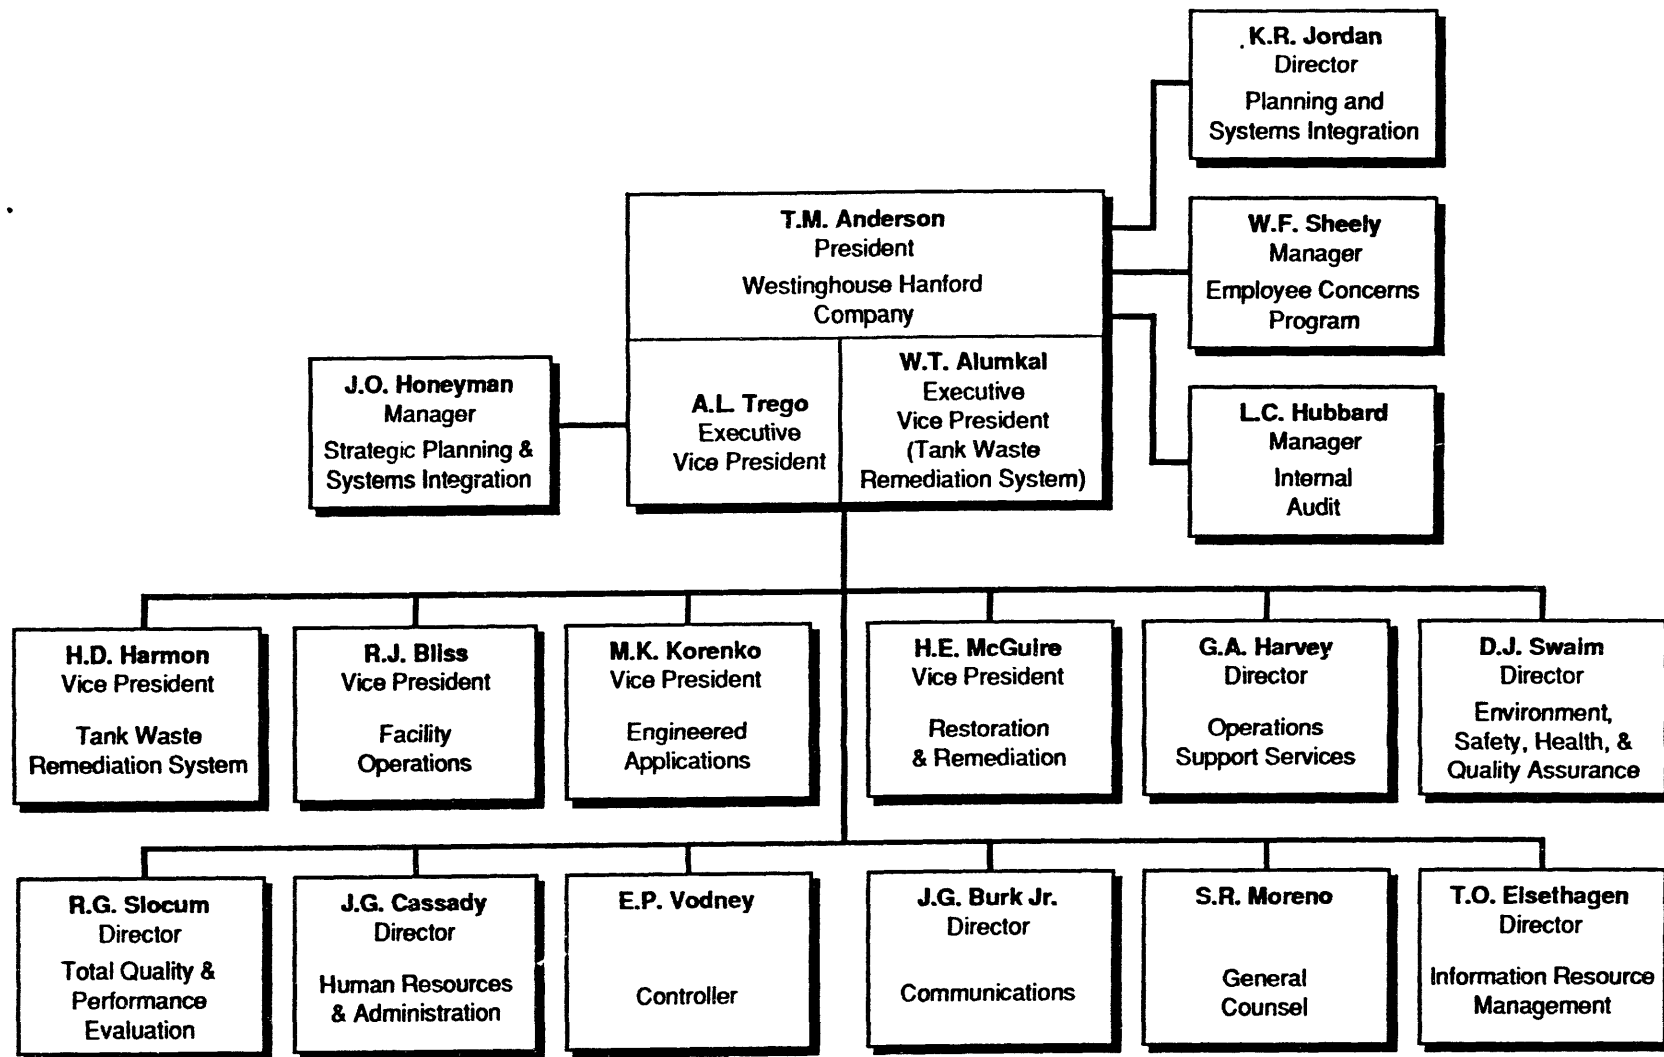 K.R. Jordan
Director
Planning and
Systems Integration
T.M. Anderson
President
Westinghouse Hanford
Company
W.F. Sheely
Manager
Employee Concerns
Program
J.O. Honeyman
Manager
Strategic Planning &
Systems Integration
A.L. Trego
Executive
Vice President
W.T. Alumkal
Executive
Vice President
(Tank Waste
Remediation System)
L.C. Hubbard
Manager
Internal
Audit
H.D. Harmon
Vice President
Tank Waste
Remediation System
R.J. Bliss
Vice President
Facility
Operations
M.K. Korenko
Vice President
Engineered
Applications
H.E. McGuire
Vice President
Restoration
& Remediation
G.A. Harvey
Director
Operations
Support Services
D.J. Swaim
Director
Environment,
Safety, Health, &
Quality Assurance
R.G. Slocum
Director
Total Quality &
Performance
Evaluation
J.G. Cassady
Director
Human Resources
& Administration
E.P. Vodney
Controller
J.G. Burk Jr.
Director
Communications
S.R. Moreno
General
Counsel
T.O. Elsethagen
Director
Information Resource
Management